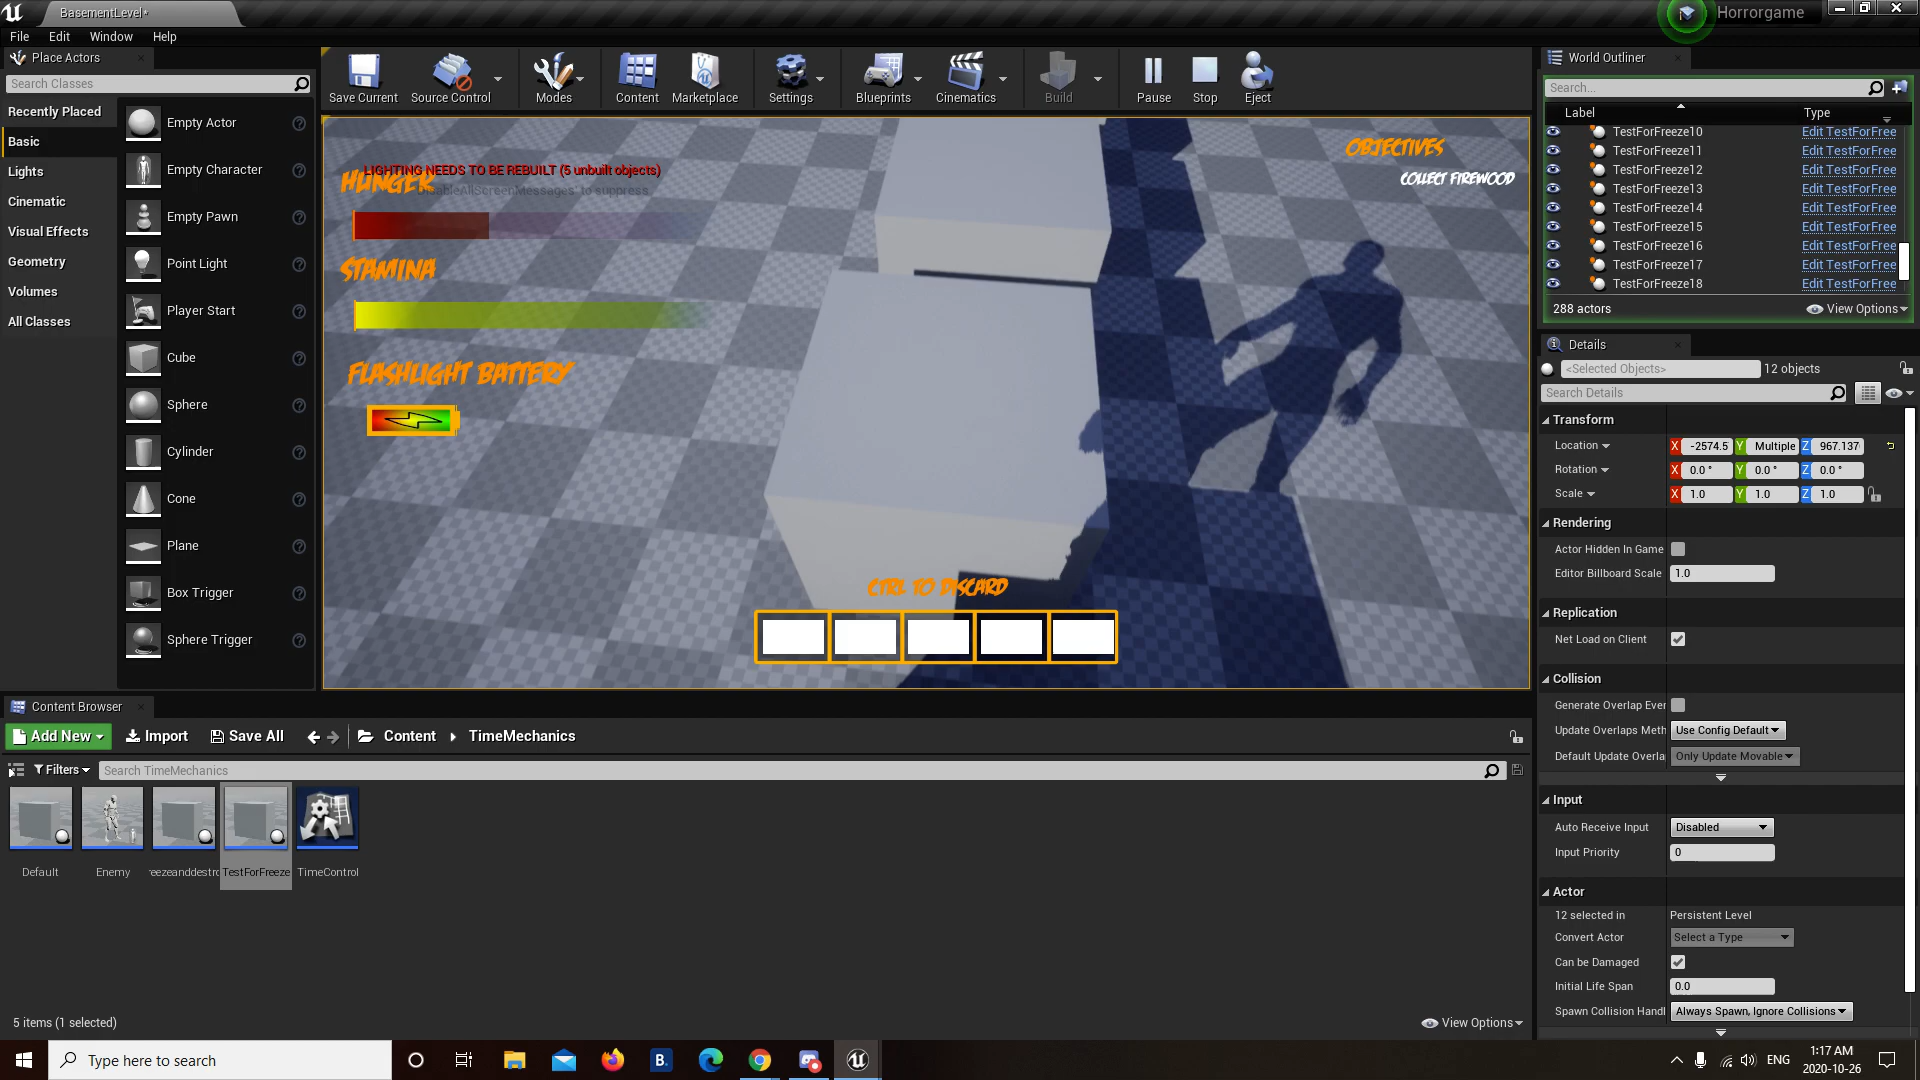 BasementLevel*
Horrorgame
File Edit Window Help
Place Actors
Search Classes
Recently Placed
Basic
Lights
Cinematic
Visual Effects
Geometry
Volumes
All Classes
Empty Actor
Empty Character
Empty Pawn
Point Light
Player Start
Cube
Sphere
Cylinder
Cone
Plane
Box Trigger
Sphere Trigger
Save Current Source Control Modes Content Marketplace Settings Blueprints Cinematics Build Pause Stop Eject
LIGHTING NEEDS TO BE REBUILT (5 unbuilt objects)
HUNGER
DisableAllScreenMessages' to suppress
STAMINA
FLASHLIGHT BATTERY
OBJECTIVES
COLLECT FIREWOOD
CTRL TO DISCARD
World Outliner
Search...
Label Type
TestForFreeze10 Edit TestForFree
TestForFreeze11 Edit TestForFree
TestForFreeze12 Edit TestForFree
TestForFreeze13 Edit TestForFree
TestForFreeze14 Edit TestForFree
TestForFreeze15 Edit TestForFree
TestForFreeze16 Edit TestForFree
TestForFreeze17 Edit TestForFree
TestForFreeze18 Edit TestForFree
288 actors View Options
Details
<Selected Objects> 12 objects
Search Details
Transform
Location X -2574.5 Y Multiple Z 967.137
Rotation X 0.0 ° Y 0.0 ° Z 0.0 °
Scale X 1.0 Y 1.0 Z 1.0
Rendering
Actor Hidden In Game
Editor Billboard Scale 1.0
Replication
Net Load on Client
Collision
Generate Overlap Ever
Update Overlaps Meth Use Config Default
Default Update Overla Only Update Movable
Input
Auto Receive Input Disabled
Input Priority 0
Actor
12 selected in Persistent Level
Convert Actor Select a Type
Can be Damaged
Initial Life Span 0.0
Spawn Collision Handl Always Spawn, Ignore Collisions
Content Browser
Add New Import Save All Content TimeMechanics
Filters Search TimeMechanics
Default Enemy reezeanddestro TestForFreeze TimeControl
5 items (1 selected) View Options
Type here to search
B.
ENG
1:17 AM
2020-10-26